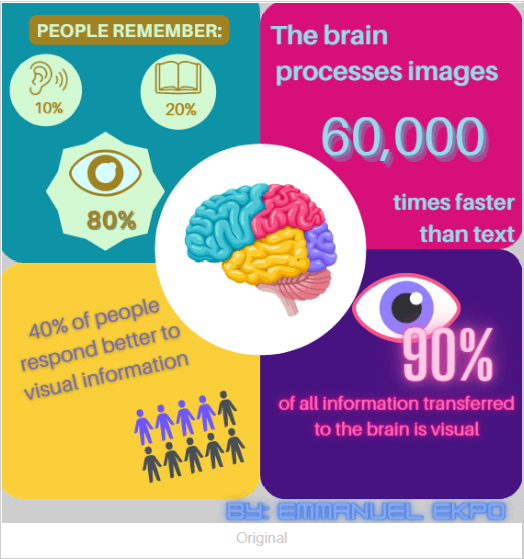 PEOPLE REMEMBER:
10%
20%
80%
The brain
processes images
60,000
times faster
than text
40% of people
respond better to
visual information
90%
of all information transferred
to the brain is visual
BY: EMMANUEL EKPO
Original